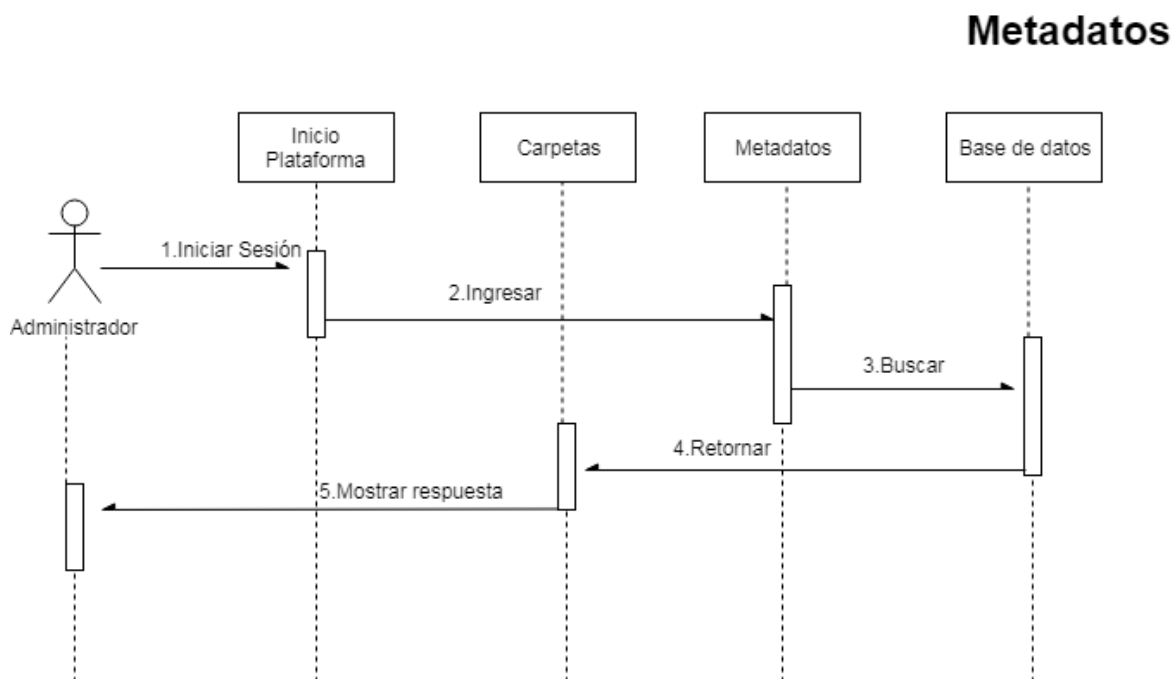 Metadatos
Inicio
Plataforma
Carpetas
Metadatos
Base de datos
1.Iniciar Sesión
2.Ingresar
Administrador
3.Buscar
4.Retornar
5.Mostrar respuesta